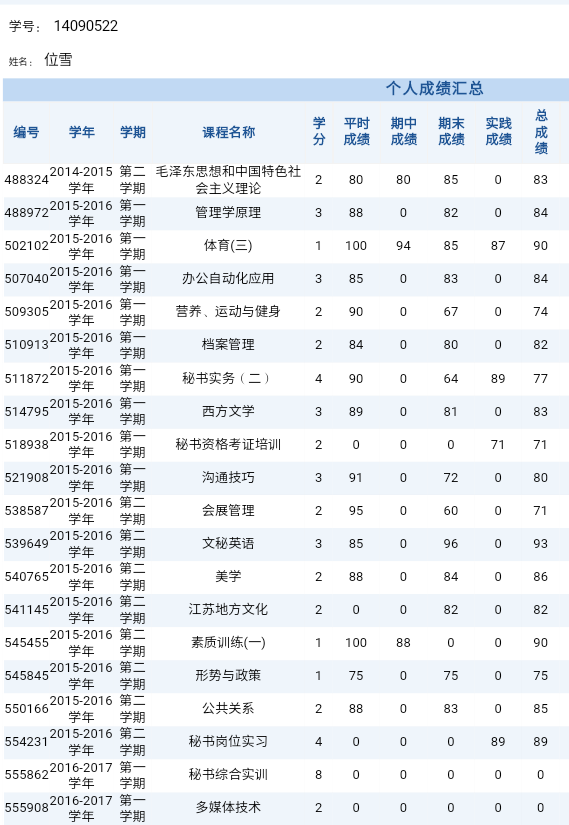 学号： 14090522
姓名： 位雪
个人成绩汇总
编号 学年 学期 课程名称 学分 平时成绩 期中成绩 期末成绩 实践成绩 总成绩
488324 2014-2015学年 第二学期 毛泽东思想和中国特色社会主义理论 2 80 80 85 0 83
488972 2015-2016学年 第一学期 管理学原理 3 88 0 82 0 84
502102 2015-2016学年 第一学期 体育(三) 1 100 94 85 87 90
507040 2015-2016学年 第一学期 办公自动化应用 3 85 0 83 0 84
509305 2015-2016学年 第一学期 营养、运动与健身 2 90 0 67 0 74
510913 2015-2016学年 第一学期 档案管理 2 84 0 80 0 82
511872 2015-2016学年 第一学期 秘书实务（二） 4 90 0 64 89 77
514795 2015-2016学年 第一学期 西方文学 3 89 0 81 0 83
518938 2015-2016学年 第一学期 秘书资格考证培训 2 0 0 0 71 71
521908 2015-2016学年 第一学期 沟通技巧 3 91 0 72 0 80
538587 2015-2016学年 第二学期 会展管理 2 95 0 60 0 71
539649 2015-2016学年 第二学期 文秘英语 3 85 0 96 0 93
540765 2015-2016学年 第二学期 美学 2 88 0 84 0 86
541145 2015-2016学年 第二学期 江苏地方文化 2 0 0 82 0 82
545455 2015-2016学年 第二学期 素质训练(一) 1 100 88 0 0 90
545845 2015-2016学年 第二学期 形势与政策 1 75 0 75 0 75
550166 2015-2016学年 第二学期 公共关系 2 88 0 83 0 85
554231 2015-2016学年 第二学期 秘书岗位实习 4 0 0 0 89 89
555862 2016-2017学年 第一学期 秘书综合实训 8 0 0 0 0 0
555908 2016-2017学年 第一学期 多媒体技术 2 0 0 0 0 0